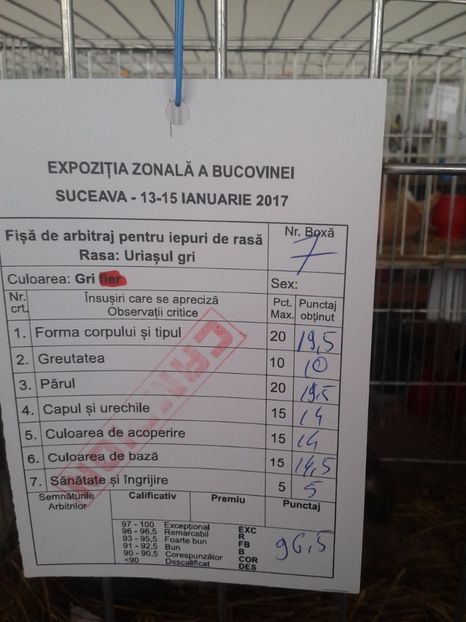 EXPOZIȚIA ZONALĂ A BUCOVINEI
SUCEAVA - 13-15 IANUARIE 2017
Fișă de arbitraj pentru iepuri de rasă
Rasa: Uriașul gri
Nr. Boxă
7
Culoarea: Gri fier
Sex:
Nr. crt. Însușiri care se apreciză Observații critice Pct. Max. Punctaj obținut
1. Forma corpului și tipul 20 19,5
2. Greutatea 10 10
3. Părul 20 19,5
4. Capul și urechile 15 14
5. Culoarea de acoperire 15 14
6. Culoarea de bază 15 14,5
7. Sănătate și îngrijire 5 5
Semnăturile Arbitrilor Calificativ Premiu Punctaj
97 - 100 Excepțional EXC
96 - 96,5 Remarcabil R
93 - 95,5 Foarte bun FB
91 - 92,5 Bun B
90 - 90,5 Corespunzător COR
<90 Descalificat DES
96,5